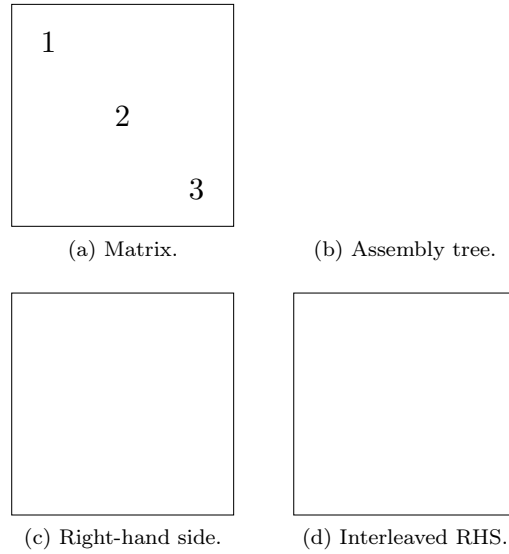 1
2
3
(a) Matrix.
(b) Assembly tree.
(c) Right-hand side.
(d) Interleaved RHS.